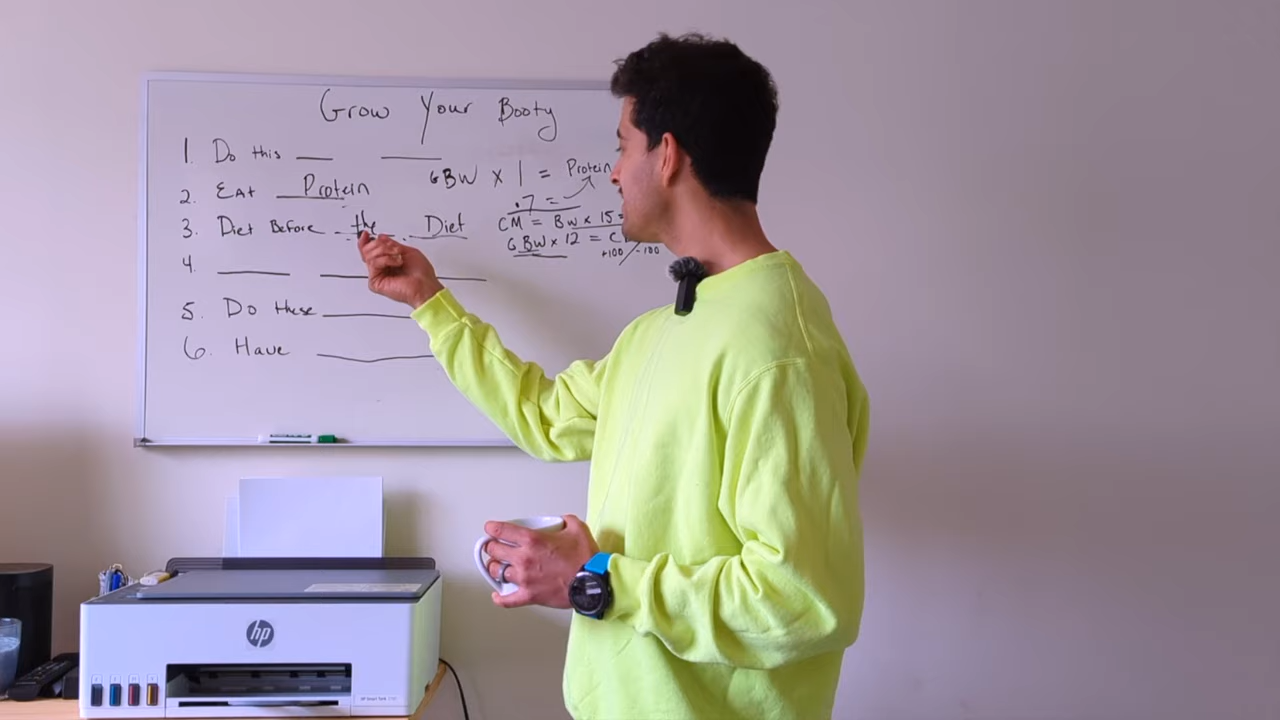 Grow Your Booty
1. Do this
2. Eat Protein
GBW x 1 = Protein
.7 =
3. Diet Before the Diet
CM = BW x 15 =
GBW x 12 = C
+100 / -100
4.
5. Do these
6. Have
hp